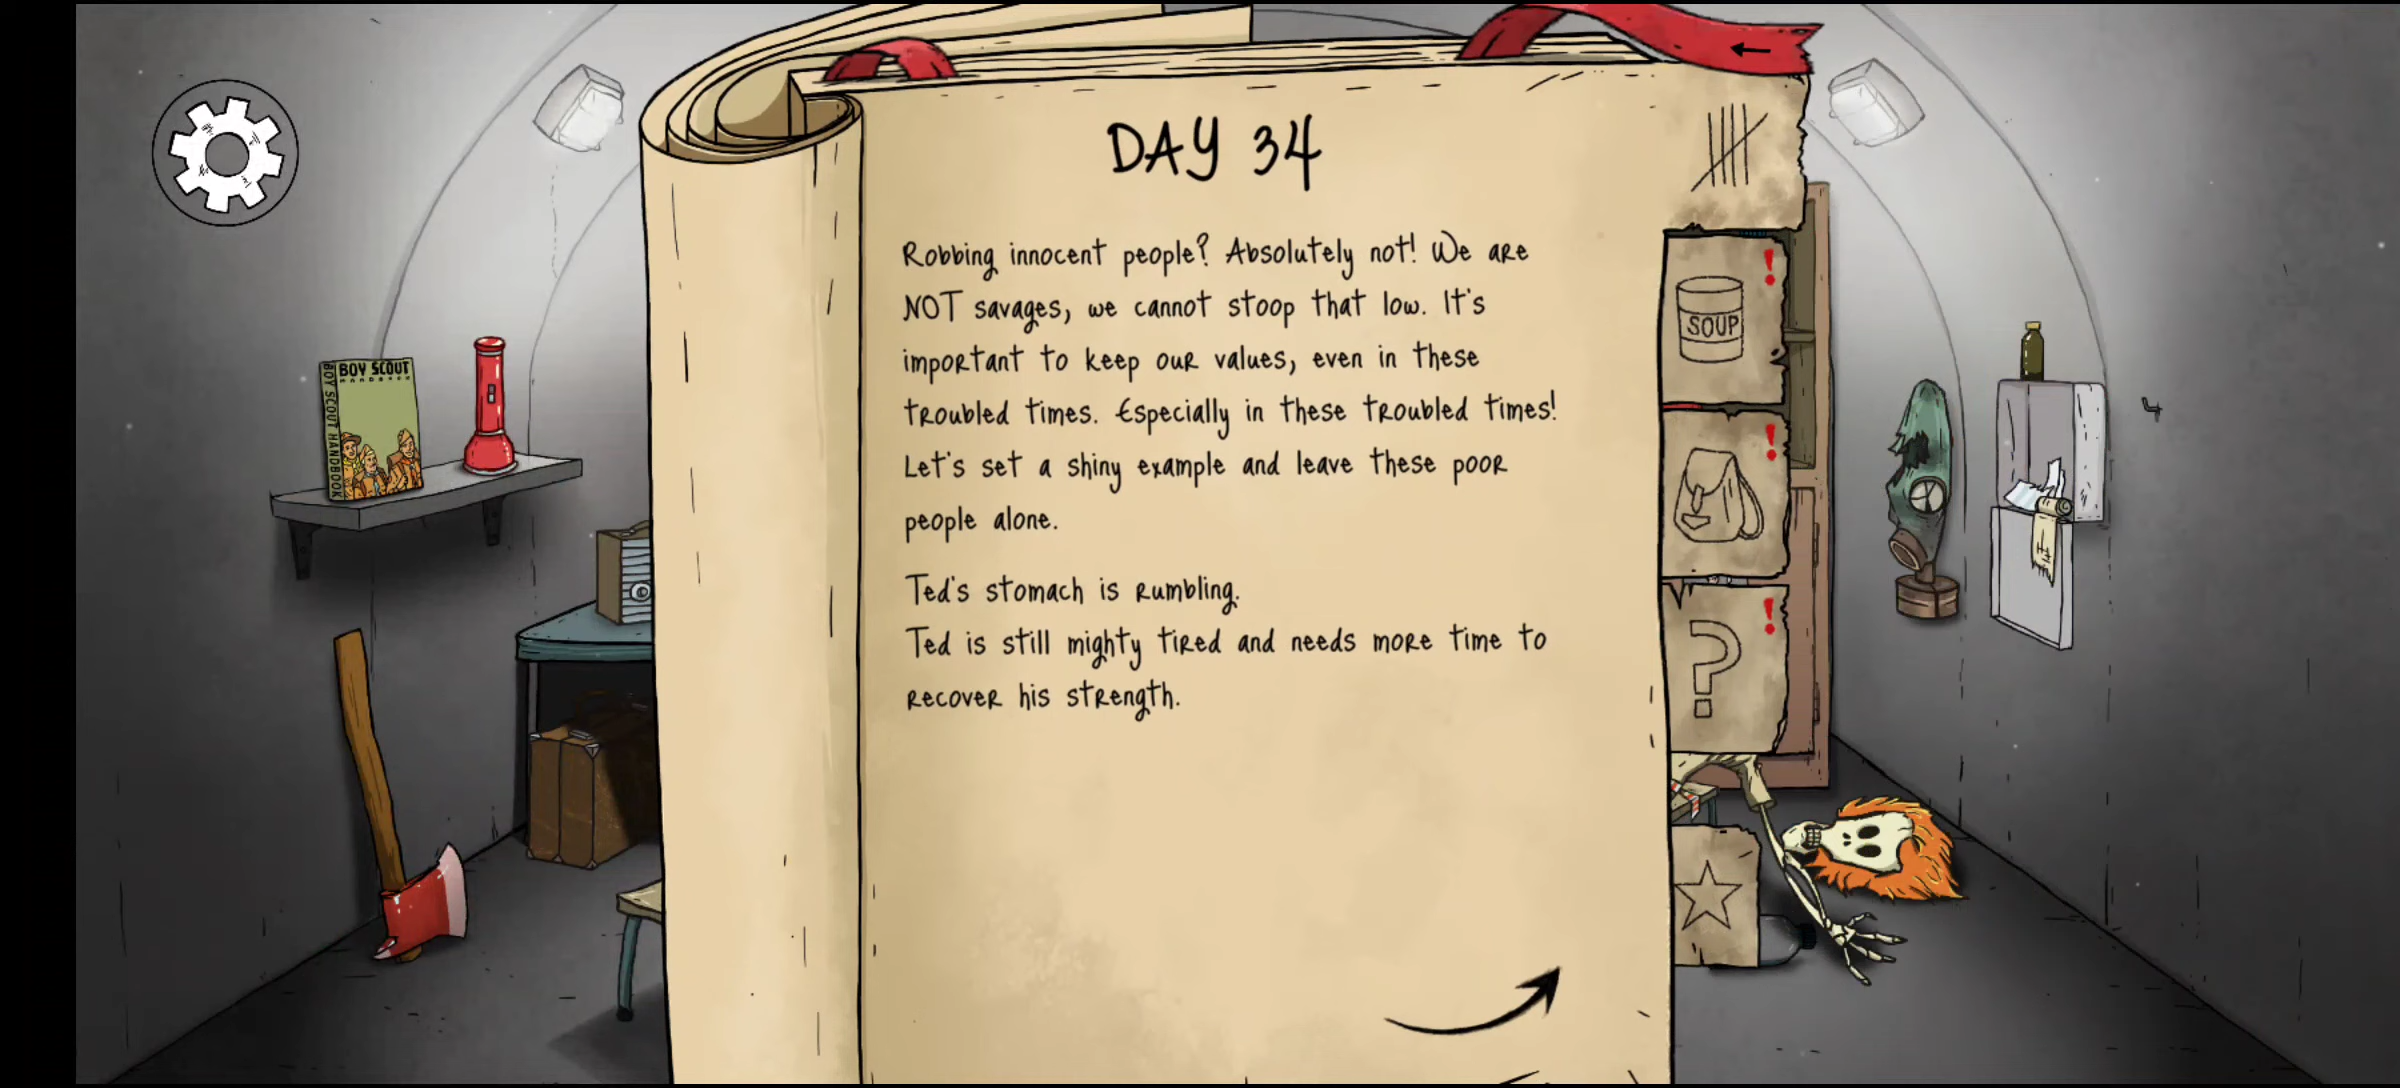 DAY 34
Robbing innocent people? Absolutely not! We are
NOT savages, we cannot stoop that low. It's
important to keep our values, even in these
troubled times. Especially in these troubled times!
Let's set a shiny example and leave these poor
people alone.
Ted's stomach is rumbling.
Ted is still mighty tired and needs more time to
recover his strength.
BOY SCOUT
HANDBOOK
BOY SCOUT HANDBOOK
SOUP
!
!
!
?